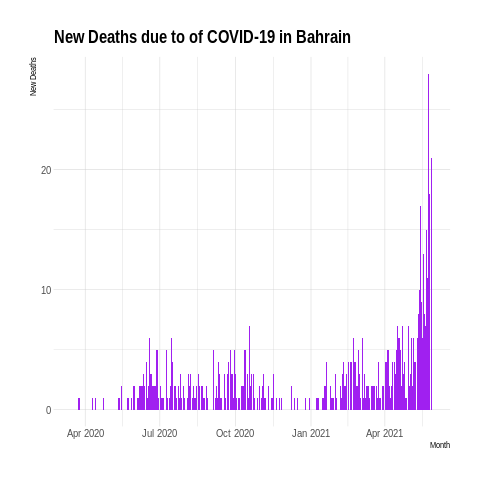 New Deaths due to of COVID-19 in Bahrain
New Deaths
20
10
0
Apr 2020 Jul 2020 Oct 2020 Jan 2021 Apr 2021
Month